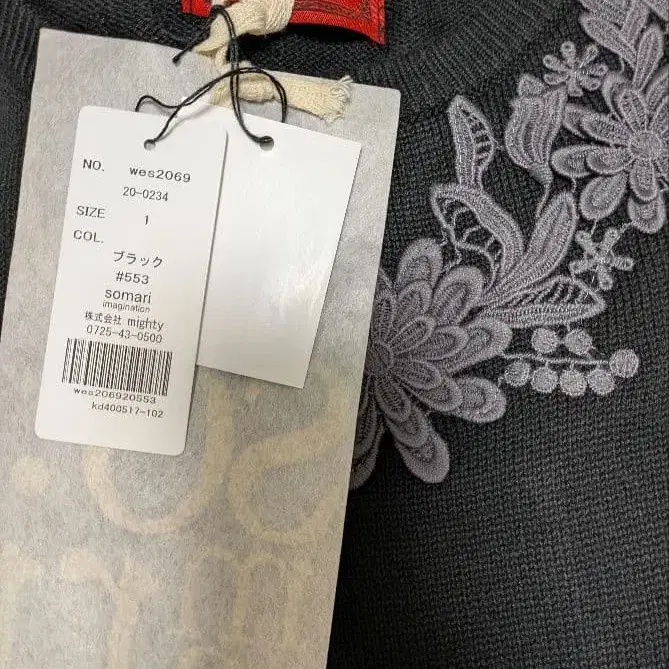 NO. wes2069
20-0234
SIZE 1
COL.
ブラック
#553
somari
imagination
株式会社 mighty
0725-43-0500
wes206920553
kd400517-102